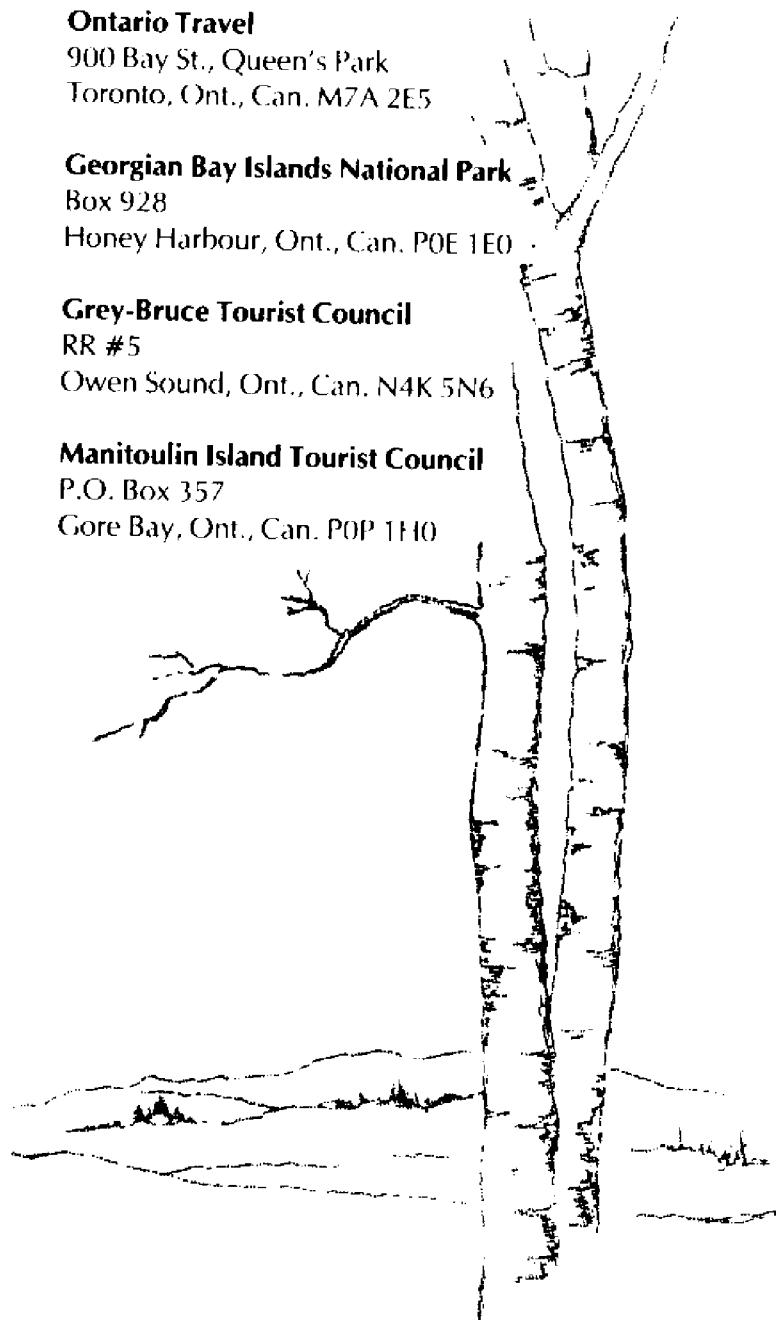 Ontario Travel
900 Bay St., Queen's Park
Toronto, Ont., Can. M7A 2E5
Georgian Bay Islands National Park
Box 928
Honey Harbour, Ont., Can. P0E 1E0
Grey-Bruce Tourist Council
RR #5
Owen Sound, Ont., Can. N4K 5N6
Manitoulin Island Tourist Council
P.O. Box 357
Gore Bay, Ont., Can. P0P 1H0